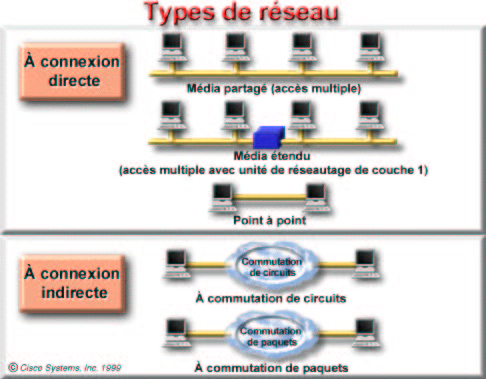 Types de réseau
À connexion
directe
Média partagé (accès multiple)
Média étendu
(accès multiple avec unité de réseautage de couche 1)
Point à point
À connexion
indirecte
Commutation
de circuits
À commutation de circuits
Commutation
de paquets
À commutation de paquets
© Cisco Systems, Inc. 1999